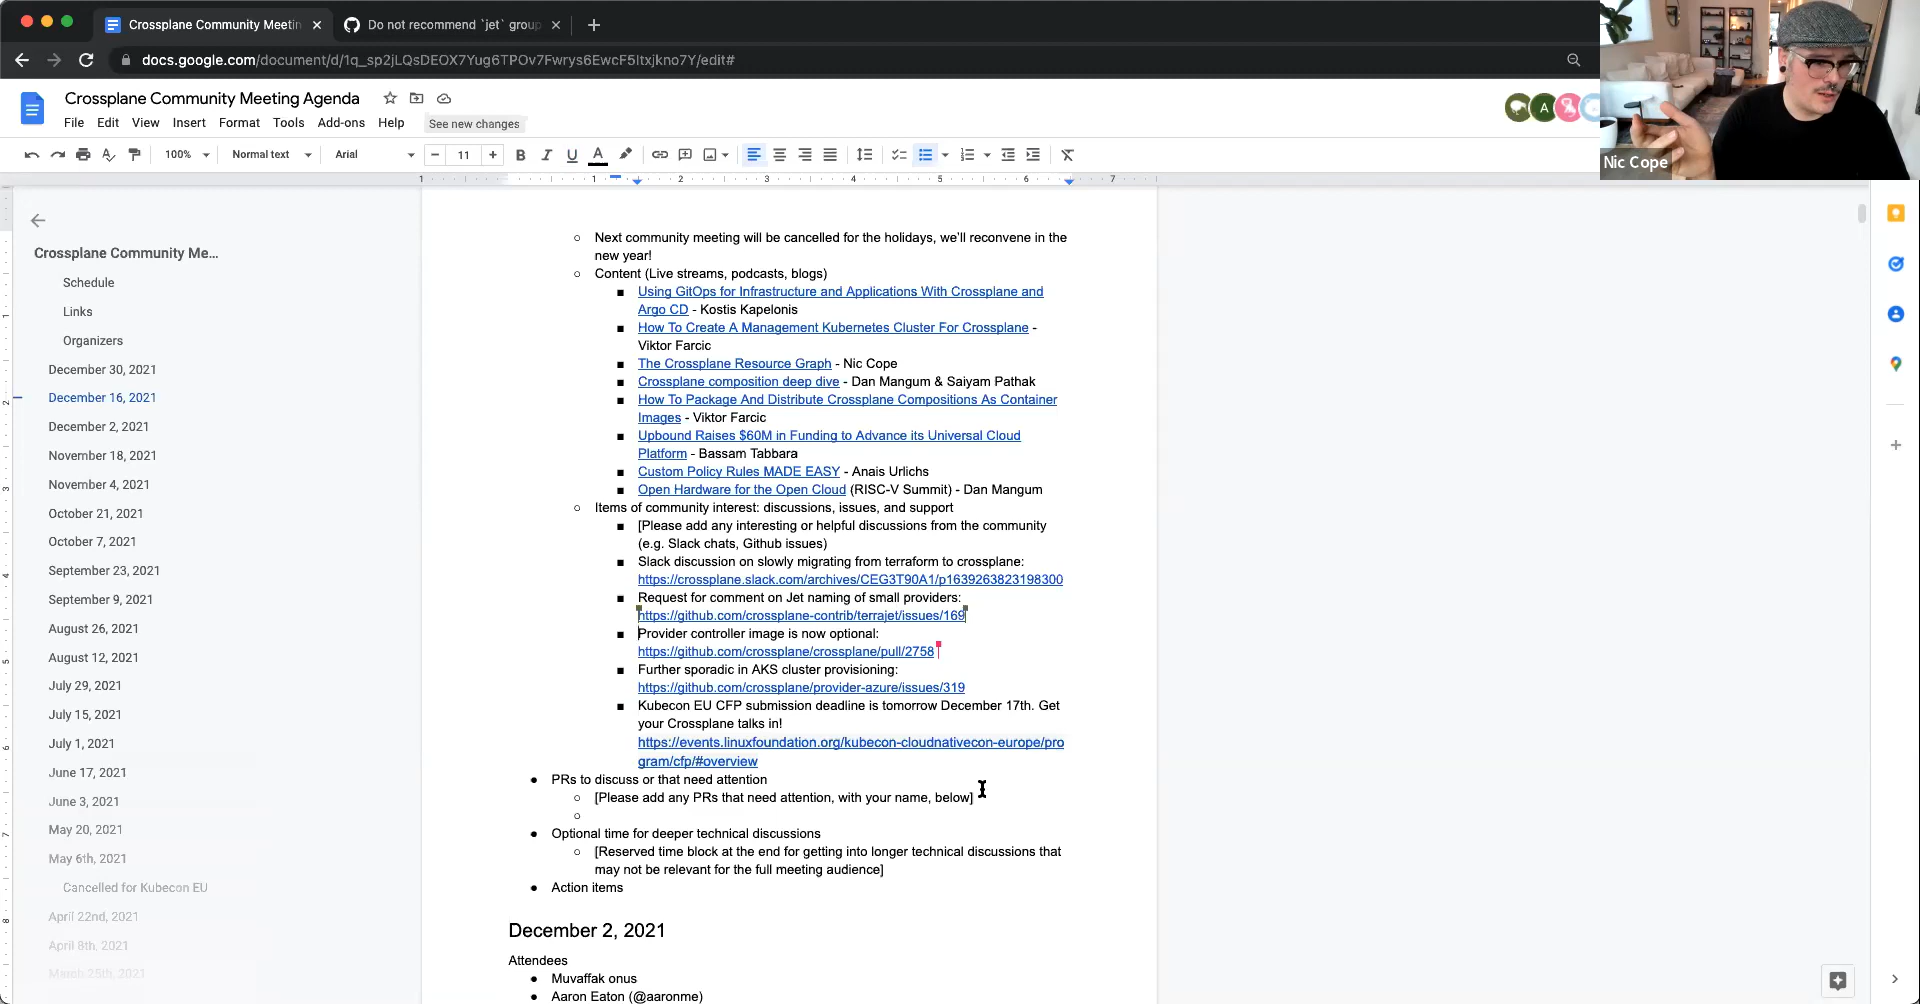 Crossplane Community Meetin
Do not recommend `jet` group
docs.google.com/document/d/1q_sp2jLQsDEOX7Yug6TPOv7Fwrys6EwcF5Itxjkno7Y/edit#
Crossplane Community Meeting Agenda
File Edit View Insert Format Tools Add-ons Help See new changes
A
Nic Cope
100% Normal text Arial 11
1 1 2 3 4 5 6 7
Crossplane Community Me...
Schedule
Links
Organizers
December 30, 2021
December 16, 2021
December 2, 2021
November 18, 2021
November 4, 2021
October 21, 2021
October 7, 2021
September 23, 2021
September 9, 2021
August 26, 2021
August 12, 2021
July 29, 2021
July 15, 2021
July 1, 2021
June 17, 2021
June 3, 2021
May 20, 2021
May 6th, 2021
Cancelled for Kubecon EU
April 22nd, 2021
April 8th, 2021
March 25th, 2021
1
2
3
4
5
6
7
8
Next community meeting will be cancelled for the holidays, we'll reconvene in the
new year!
Content (Live streams, podcasts, blogs)
Using GitOps for Infrastructure and Applications With Crossplane and
Argo CD - Kostis Kapelonis
How To Create A Management Kubernetes Cluster For Crossplane -
Viktor Farcic
The Crossplane Resource Graph - Nic Cope
Crossplane composition deep dive - Dan Mangum & Saiyam Pathak
How To Package And Distribute Crossplane Compositions As Container
Images - Viktor Farcic
Upbound Raises $60M in Funding to Advance its Universal Cloud
Platform - Bassam Tabbara
Custom Policy Rules MADE EASY - Anais Urlichs
Open Hardware for the Open Cloud (RISC-V Summit) - Dan Mangum
Items of community interest: discussions, issues, and support
[Please add any interesting or helpful discussions from the community
(e.g. Slack chats, Github issues)
Slack discussion on slowly migrating from terraform to crossplane:
https://crossplane.slack.com/archives/CEG3T90A1/p1639263823198300
Request for comment on Jet naming of small providers:
https://github.com/crossplane-contrib/terrajet/issues/169
Provider controller image is now optional:
https://github.com/crossplane/crossplane/pull/2758
Further sporadic in AKS cluster provisioning:
https://github.com/crossplane/provider-azure/issues/319
Kubecon EU CFP submission deadline is tomorrow December 17th. Get
your Crossplane talks in!
https://events.linuxfoundation.org/kubecon-cloudnativecon-europe/pro
gram/cfp/#overview
PRs to discuss or that need attention
[Please add any PRs that need attention, with your name, below]
Optional time for deeper technical discussions
[Reserved time block at the end for getting into longer technical discussions that
may not be relevant for the full meeting audience]
Action items
December 2, 2021
Attendees
Muvaffak onus
Aaron Eaton (@aaronme)